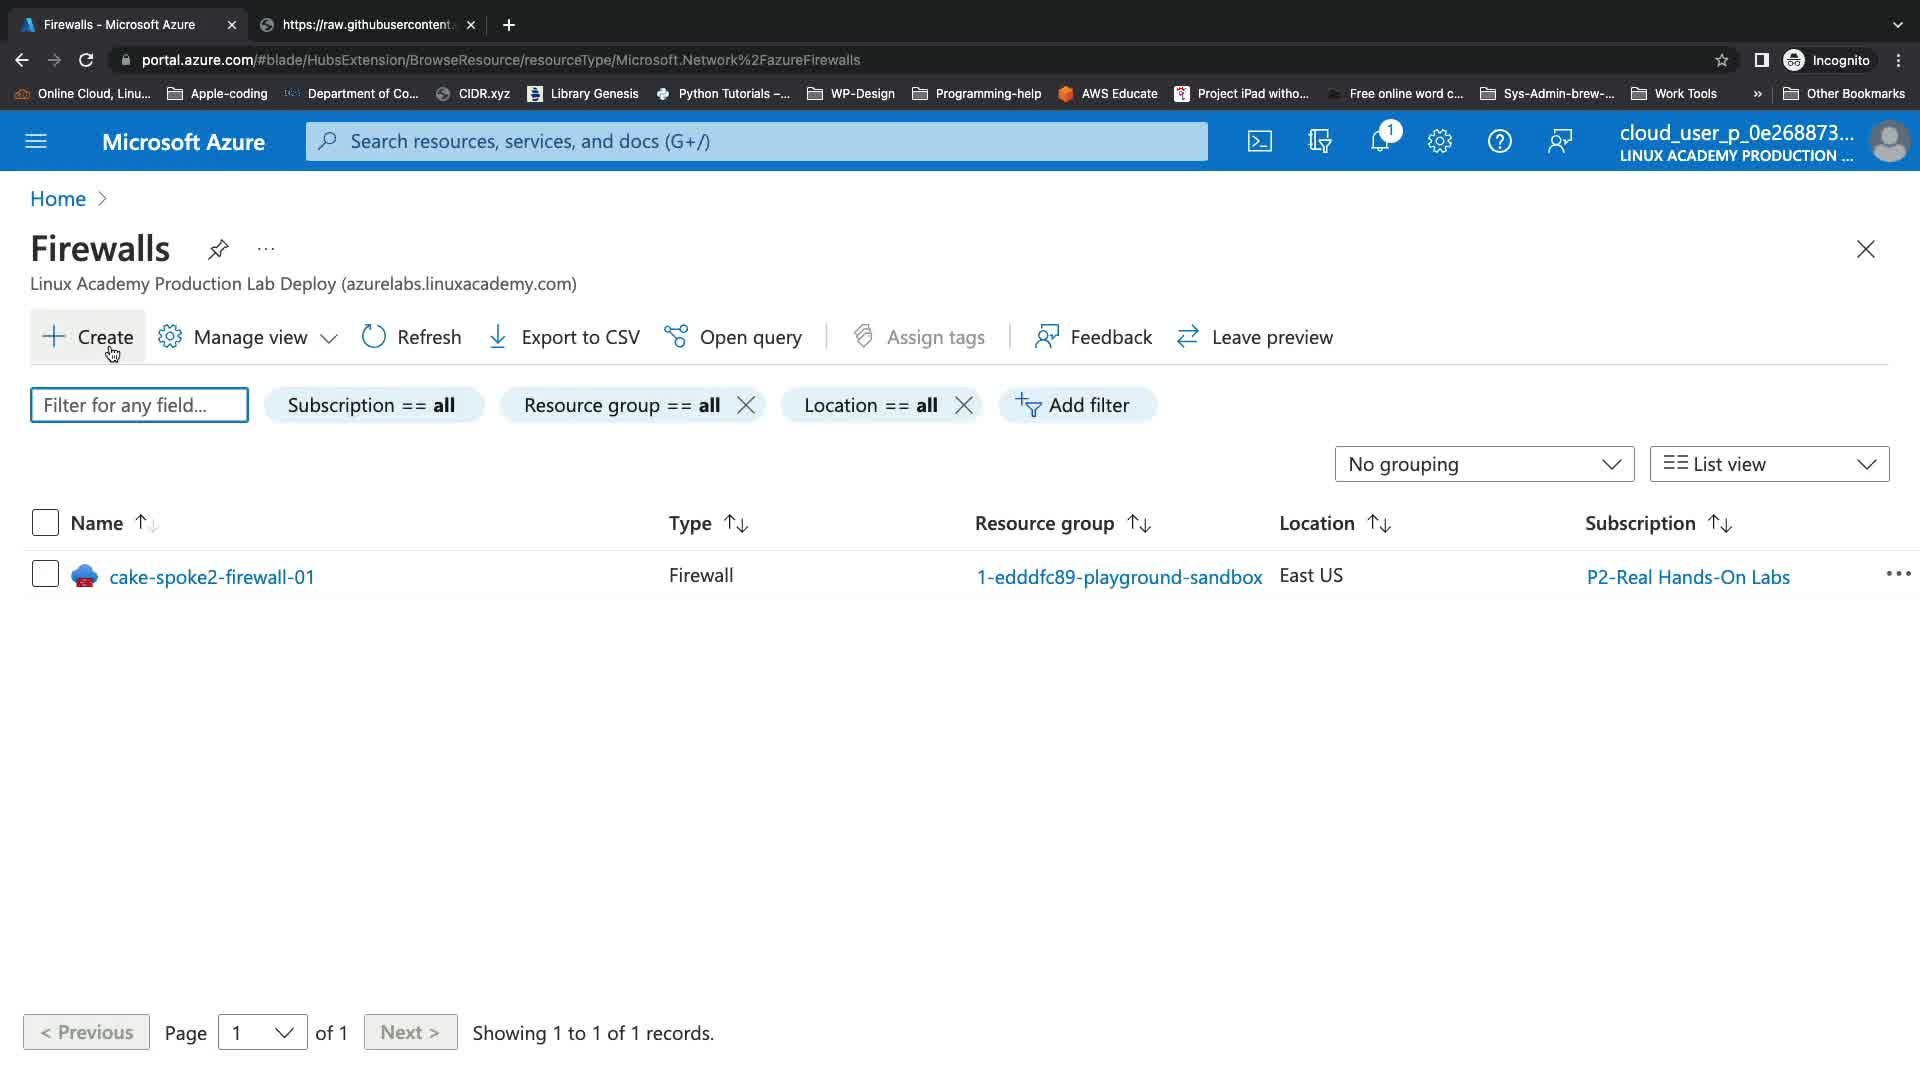 Firewalls - Microsoft Azure
https://raw.githubusercontent.
portal.azure.com/#blade/HubsExtension/BrowseResource/resourceType/Microsoft.Network%2FazureFirewalls
Incognito
Online Cloud, Linu...
Apple-coding
Department of Co...
CIDR.xyz
Library Genesis
Python Tutorials –...
WP-Design
Programming-help
AWS Educate
Project iPad witho...
Free online word c...
Sys-Admin-brew-...
Work Tools
»
Other Bookmarks
Microsoft Azure
Search resources, services, and docs (G+/)
1
cloud_user_p_0e268873...
LINUX ACADEMY PRODUCTION ...
Home >
Firewalls
...
Linux Academy Production Lab Deploy (azurelabs.linuxacademy.com)
+ Create
Manage view
Refresh
Export to CSV
Open query
Assign tags
Feedback
Leave preview
Filter for any field...
Subscription == all
Resource group == all
Location == all
Add filter
No grouping
List view
Name
Type
Resource group
Location
Subscription
cake-spoke2-firewall-01
Firewall
1-edddfc89-playground-sandbox
East US
P2-Real Hands-On Labs
...
< Previous
Page
1
of 1
Next >
Showing 1 to 1 of 1 records.